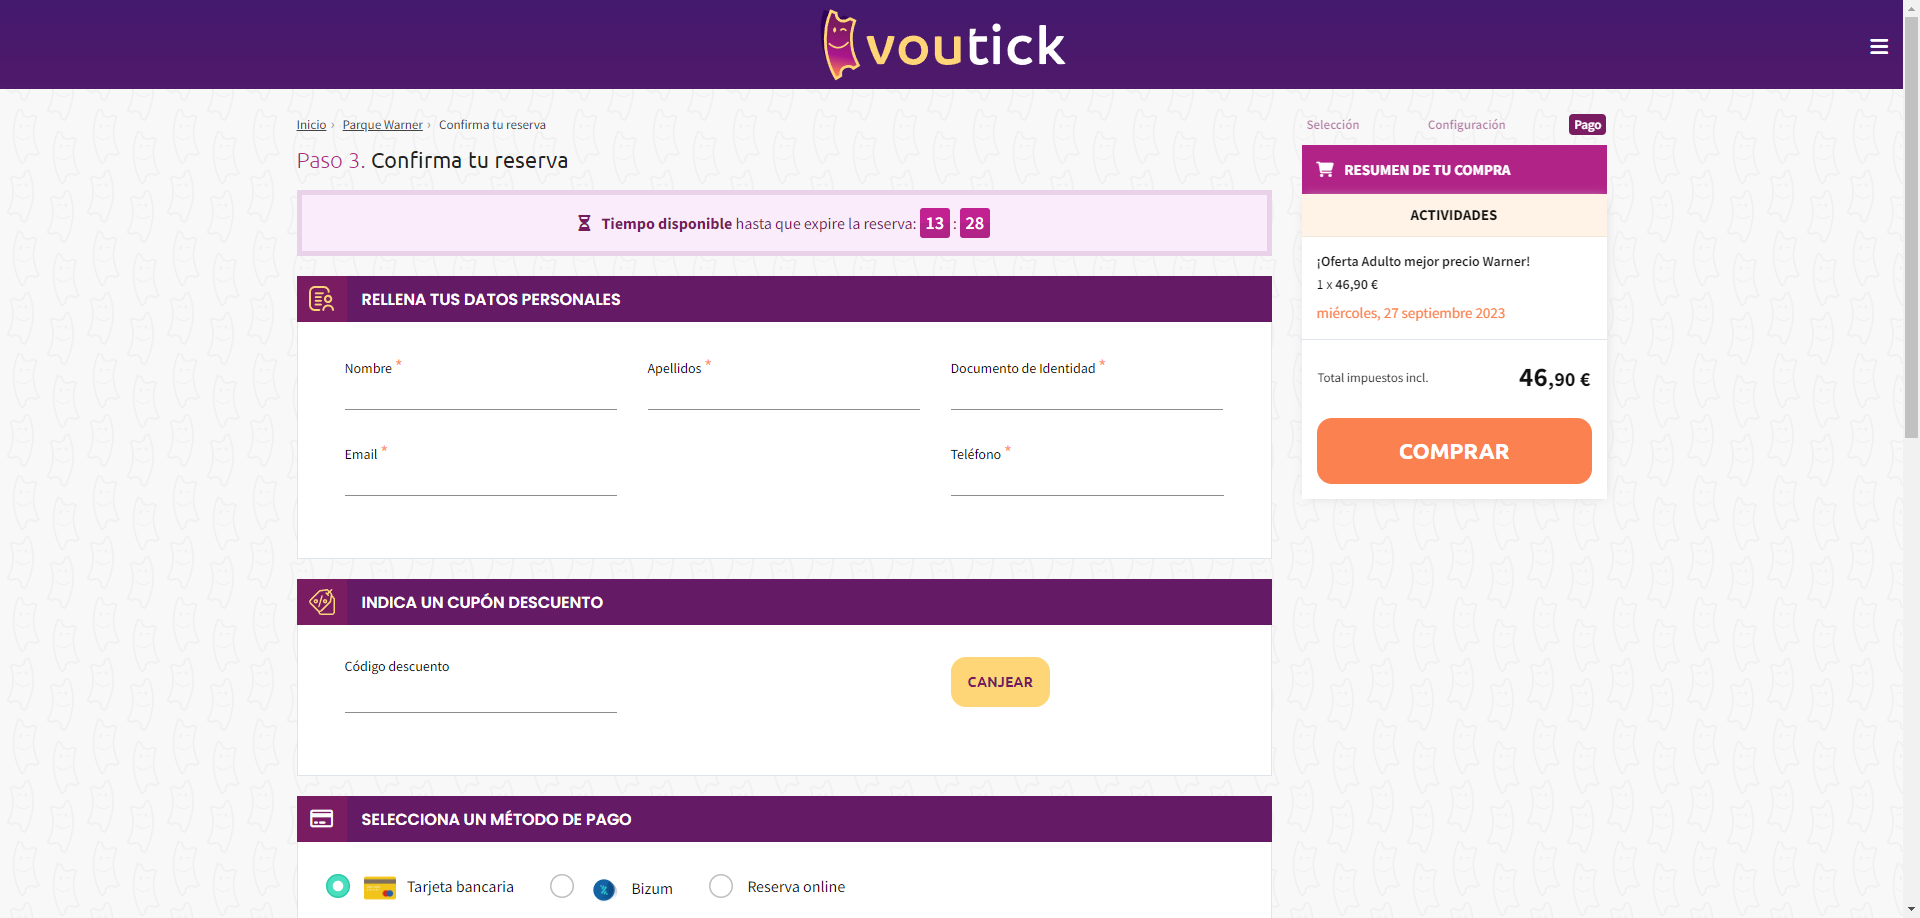 voutick
Inicio › Parque Warner › Confirma tu reserva
Paso 3. Confirma tu reserva
Tiempo disponible hasta que expire la reserva: 13 : 28
RELLENA TUS DATOS PERSONALES
Nombre * Apellidos * Documento de Identidad *
Email * Teléfono *
INDICA UN CUPÓN DESCUENTO
Código descuento
CANJEAR
SELECCIONA UN MÉTODO DE PAGO
Tarjeta bancaria Bizum Reserva online
Selección Configuración Pago
RESUMEN DE TU COMPRA
ACTIVIDADES
¡Oferta Adulto mejor precio Warner!
1 x 46,90 €
miércoles, 27 septiembre 2023
Total impuestos incl. 46,90 €
COMPRAR